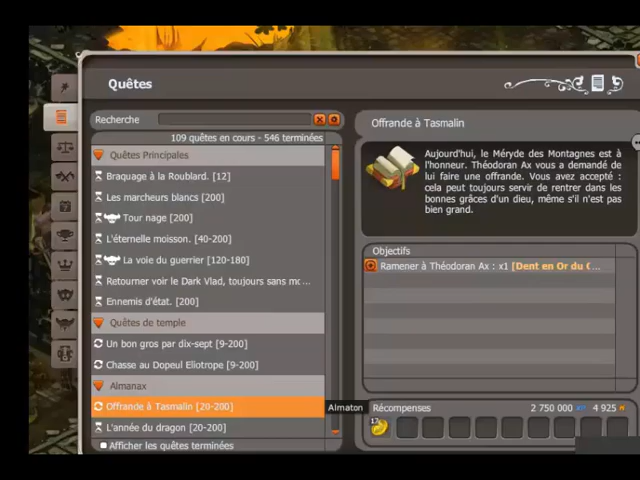 Quêtes
Recherche
109 quêtes en cours - 546 terminées
Quêtes Principales
Braquage à la Roublard. [12]
Les marcheurs blancs [200]
Tour nage [200]
L'éternelle moisson. [40-200]
La voie du guerrier [120-180]
Retourner voir le Dark Vlad, toujours sans mc...
Ennemis d'état. [200]
Quêtes de temple
Un bon gros par dix-sept [9-200]
Chasse au Dopeul Eliotrope [9-200]
Almanax
Offrande à Tasmalin [20-200]
L'année du dragon [20-200]
Afficher les quêtes terminées
Almaton
Offrande à Tasmalin
Aujourd'hui, le Méryde des Montagnes est à
l'honneur. Théodoran Ax vous a demandé de
lui faire une offrande. Vous avez accepté :
cela peut toujours servir de rentrer dans les
bonnes grâces d'un dieu, même s'il n'est pas
bien grand.
Objectifs
Ramener à Théodoran Ax : x1 [Dent en Or du C...
Récompenses
2 750 000
4 925
17